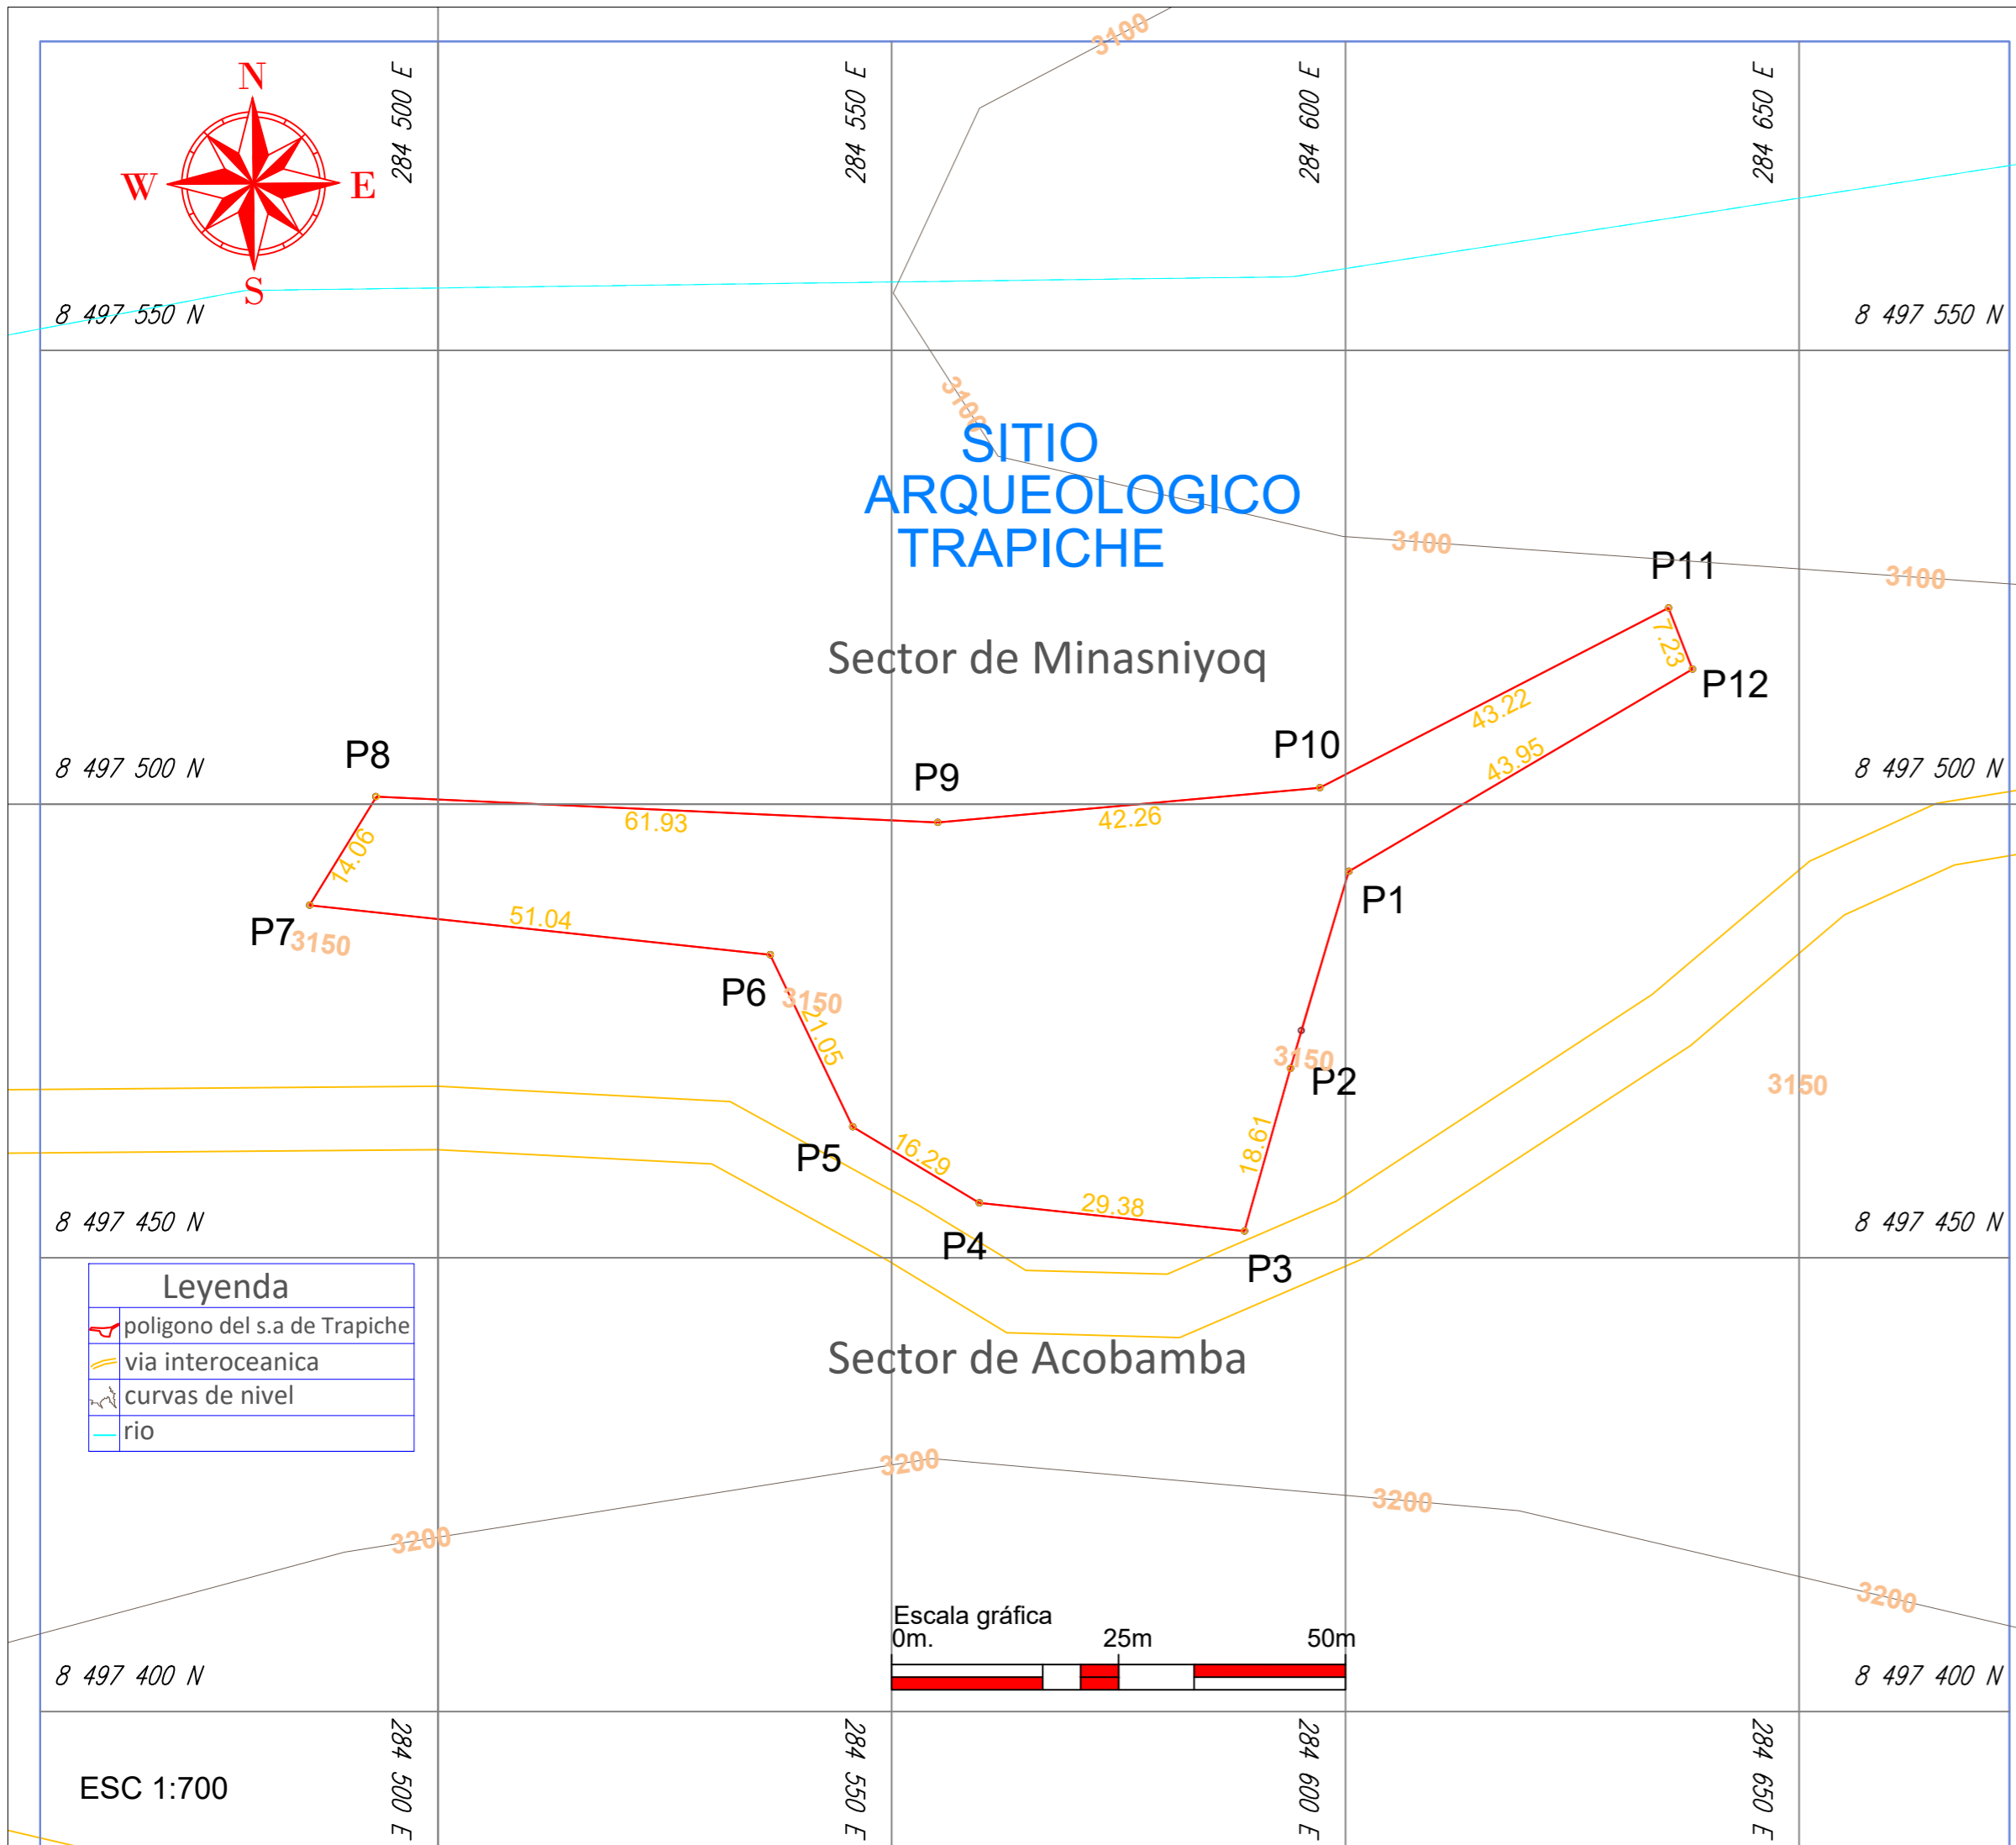 3100
N
W
E
S
284 500 E
284 550 E
284 600 E
284 650 E
8 497 550 N
8 497 550 N
3100
SITIO
ARQUEOLOGICO
TRAPICHE
3100
P11
3100
7.23
Sector de Minasniyoq
P12
43.22
P8
P10
43.95
8 497 500 N
P9
8 497 500 N
61.93
42.26
14.06
P1
51.04
P7
3150
P6
3150
21.05
3150
P2
3150
P5
16.29
18.61
29.38
8 497 450 N
8 497 450 N
P4
P3
Leyenda
poligono del s.a de Trapiche
via interoceanica
curvas de nivel
rio
Sector de Acobamba
3200
3200
3200
3200
Escala gráfica
0m. 25m 50m
8 497 400 N
8 497 400 N
ESC 1:700
284 500 E
284 550 E
284 600 E
284 650 E